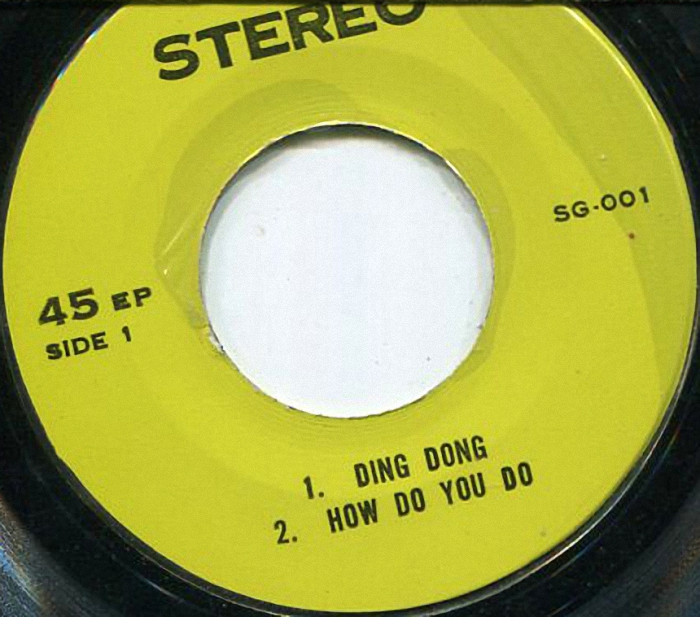 STEREO
SG-001
45 EP
SIDE 1
1. DING DONG
2. HOW DO YOU DO